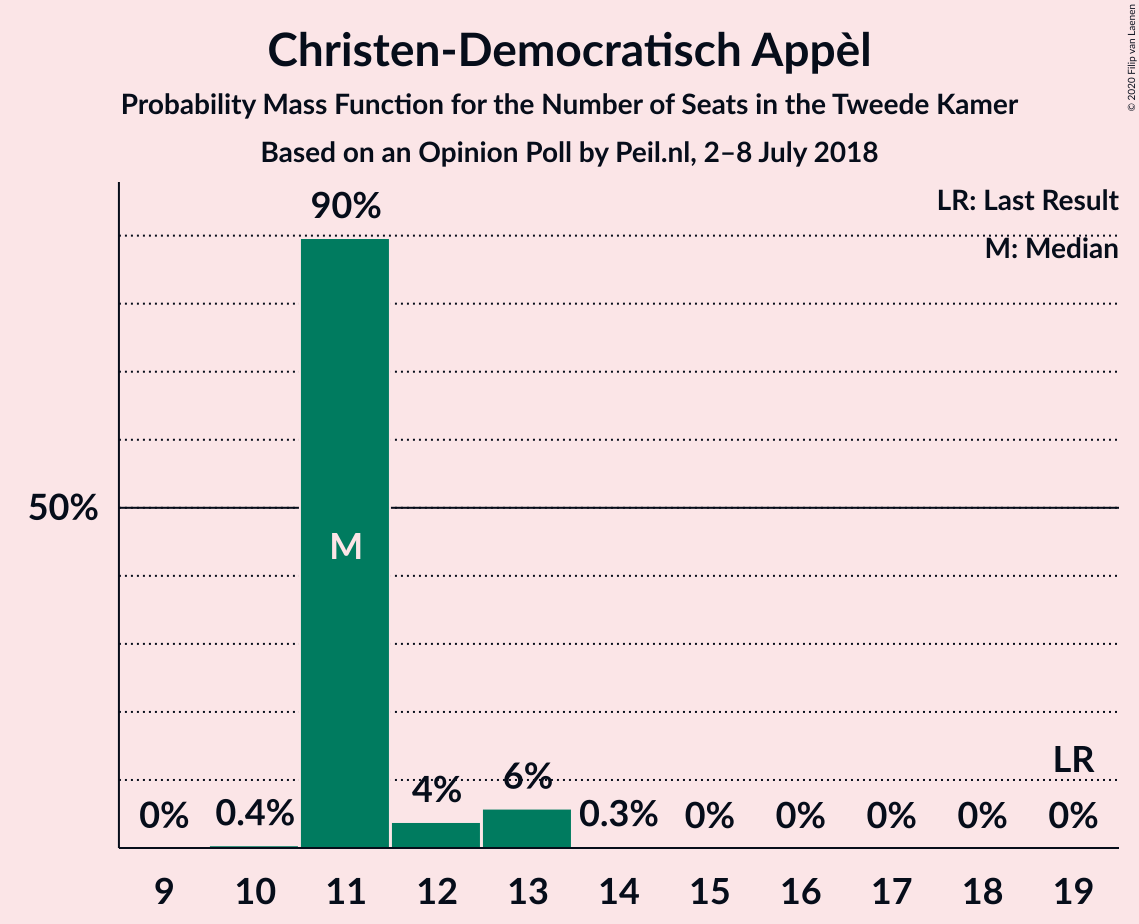 Christen-Democratisch Appèl
Probability Mass Function for the Number of Seats in the Tweede Kamer
Based on an Opinion Poll by Peil.nl, 2–8 July 2018
© 2020 Filip van Laenen
LR: Last Result
M: Median
90%
50%
M
LR
0% 0.4% 4% 6% 0.3% 0% 0% 0% 0% 0%
9 10 11 12 13 14 15 16 17 18 19